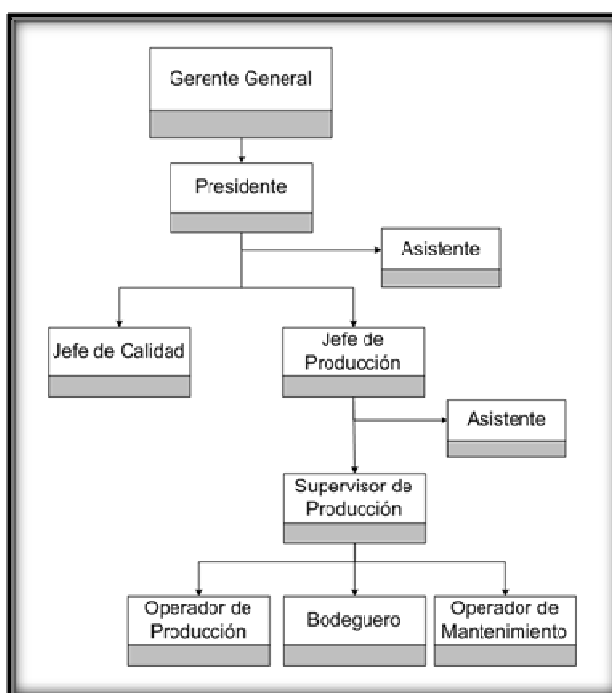 Gerente General
Presidente
Asistente
Jefe de Calidad
Jefe de
Producción
Asistente
Supervisor de
Producción
Operador de
Producción
Bodeguero
Operador de
Mantenimiento